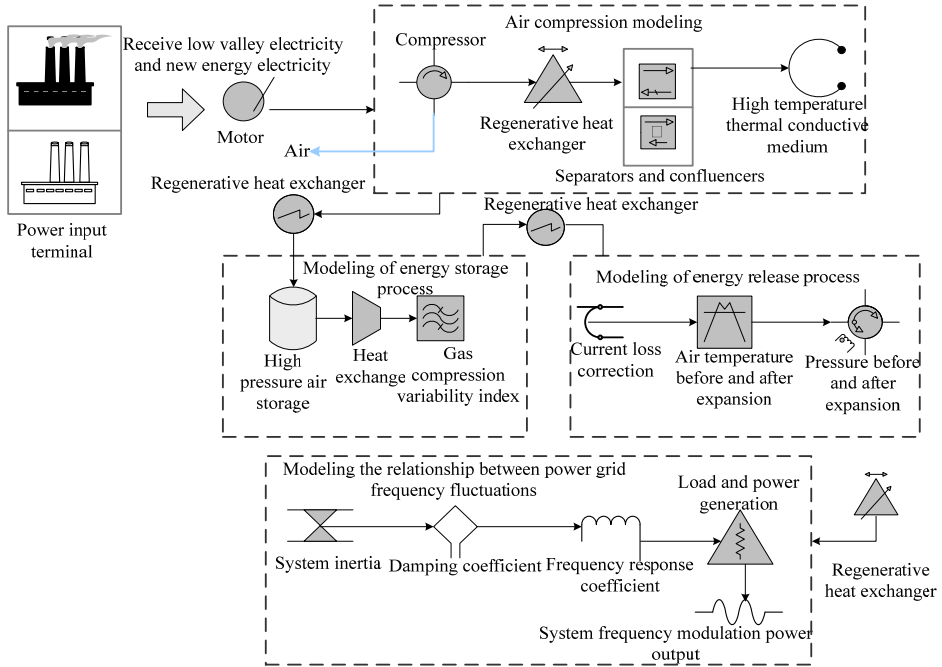 Air compression modeling
Receive low valley electricity
and new energy electricity
Compressor
Motor
Air
Regenerative heat
exchanger
High temperature
thermal conductive
medium
Separators and confluencers
Power input
terminal
Regenerative heat exchanger
Regenerative heat exchanger
Modeling of energy storage
process
High
pressure air
storage
Heat
exchange
Gas
compression
variability index
Modeling of energy release process
Current loss
correction
Air temperature
before and after
expansion
Pressure before
and after
expansion
Modeling the relationship between power grid
frequency fluctuations
Load and power
generation
System inertia
Damping coefficient
Frequency response
coefficient
Regenerative
heat exchanger
System frequency modulation power
output